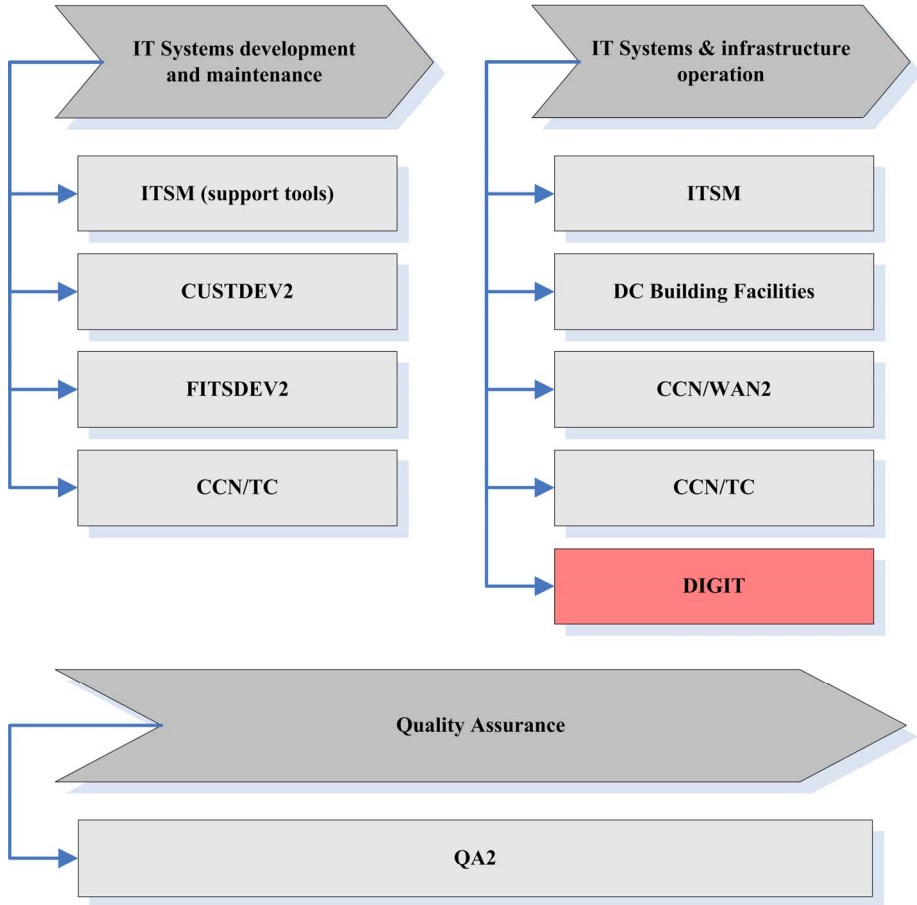 IT Systems development
and maintenance
ITSM (support tools)
CUSTDEV2
FITSDEV2
CCN/TC
IT Systems & infrastructure
operation
ITSM
DC Building Facilities
CCN/WAN2
CCN/TC
DIGIT
Quality Assurance
QA2